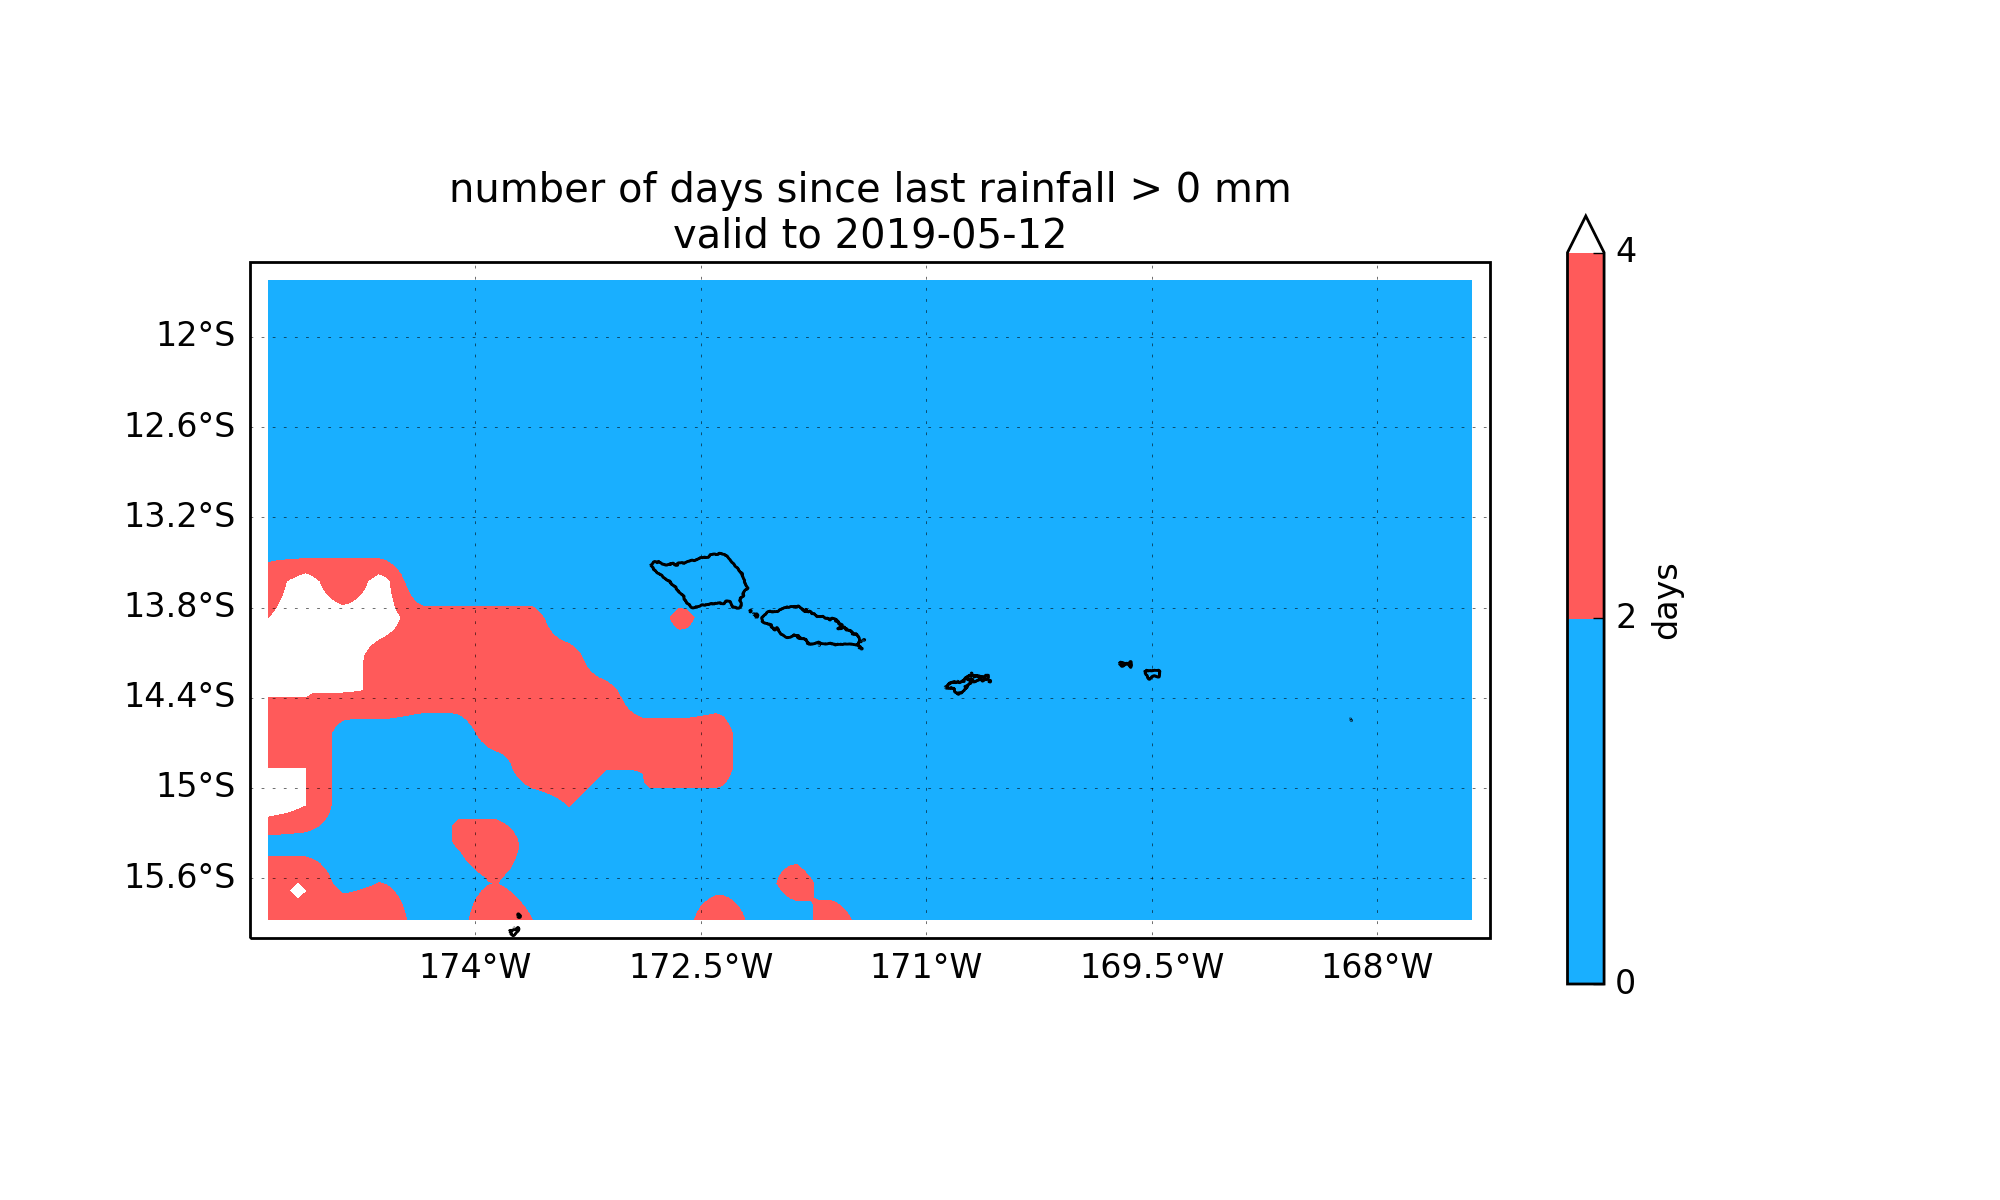 number of days since last rainfall > 0 mm
valid to 2019-05-12
12°S
12.6°S
13.2°S
13.8°S
14.4°S
15°S
15.6°S
174°W
172.5°W
171°W
169.5°W
168°W
4
2
0
days